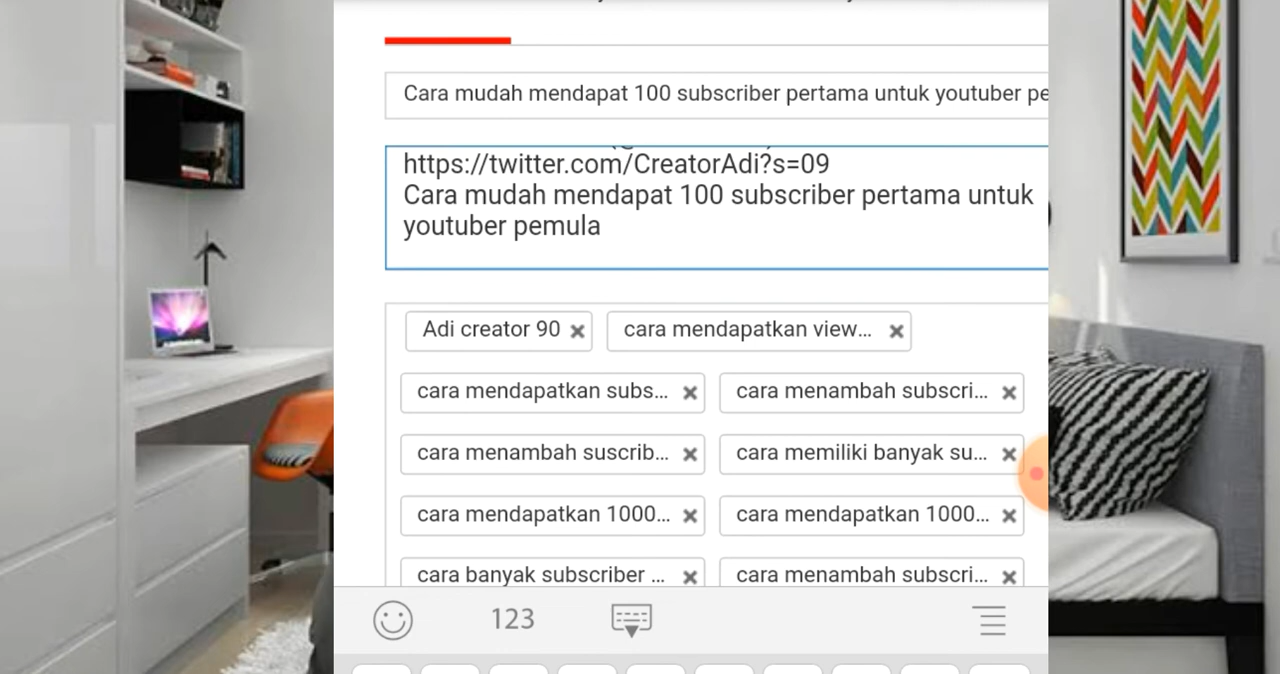 Cara mudah mendapat 100 subscriber pertama untuk youtuber pe
https://twitter.com/CreatorAdi?s=09
Cara mudah mendapat 100 subscriber pertama untuk
youtuber pemula
Adi creator 90 cara mendapatkan view...
cara mendapatkan subs... cara menambah subscri...
cara menambah suscrib... cara memiliki banyak su...
cara mendapatkan 1000... cara mendapatkan 1000...
cara banyak subscriber ... cara menambah subscri...
123